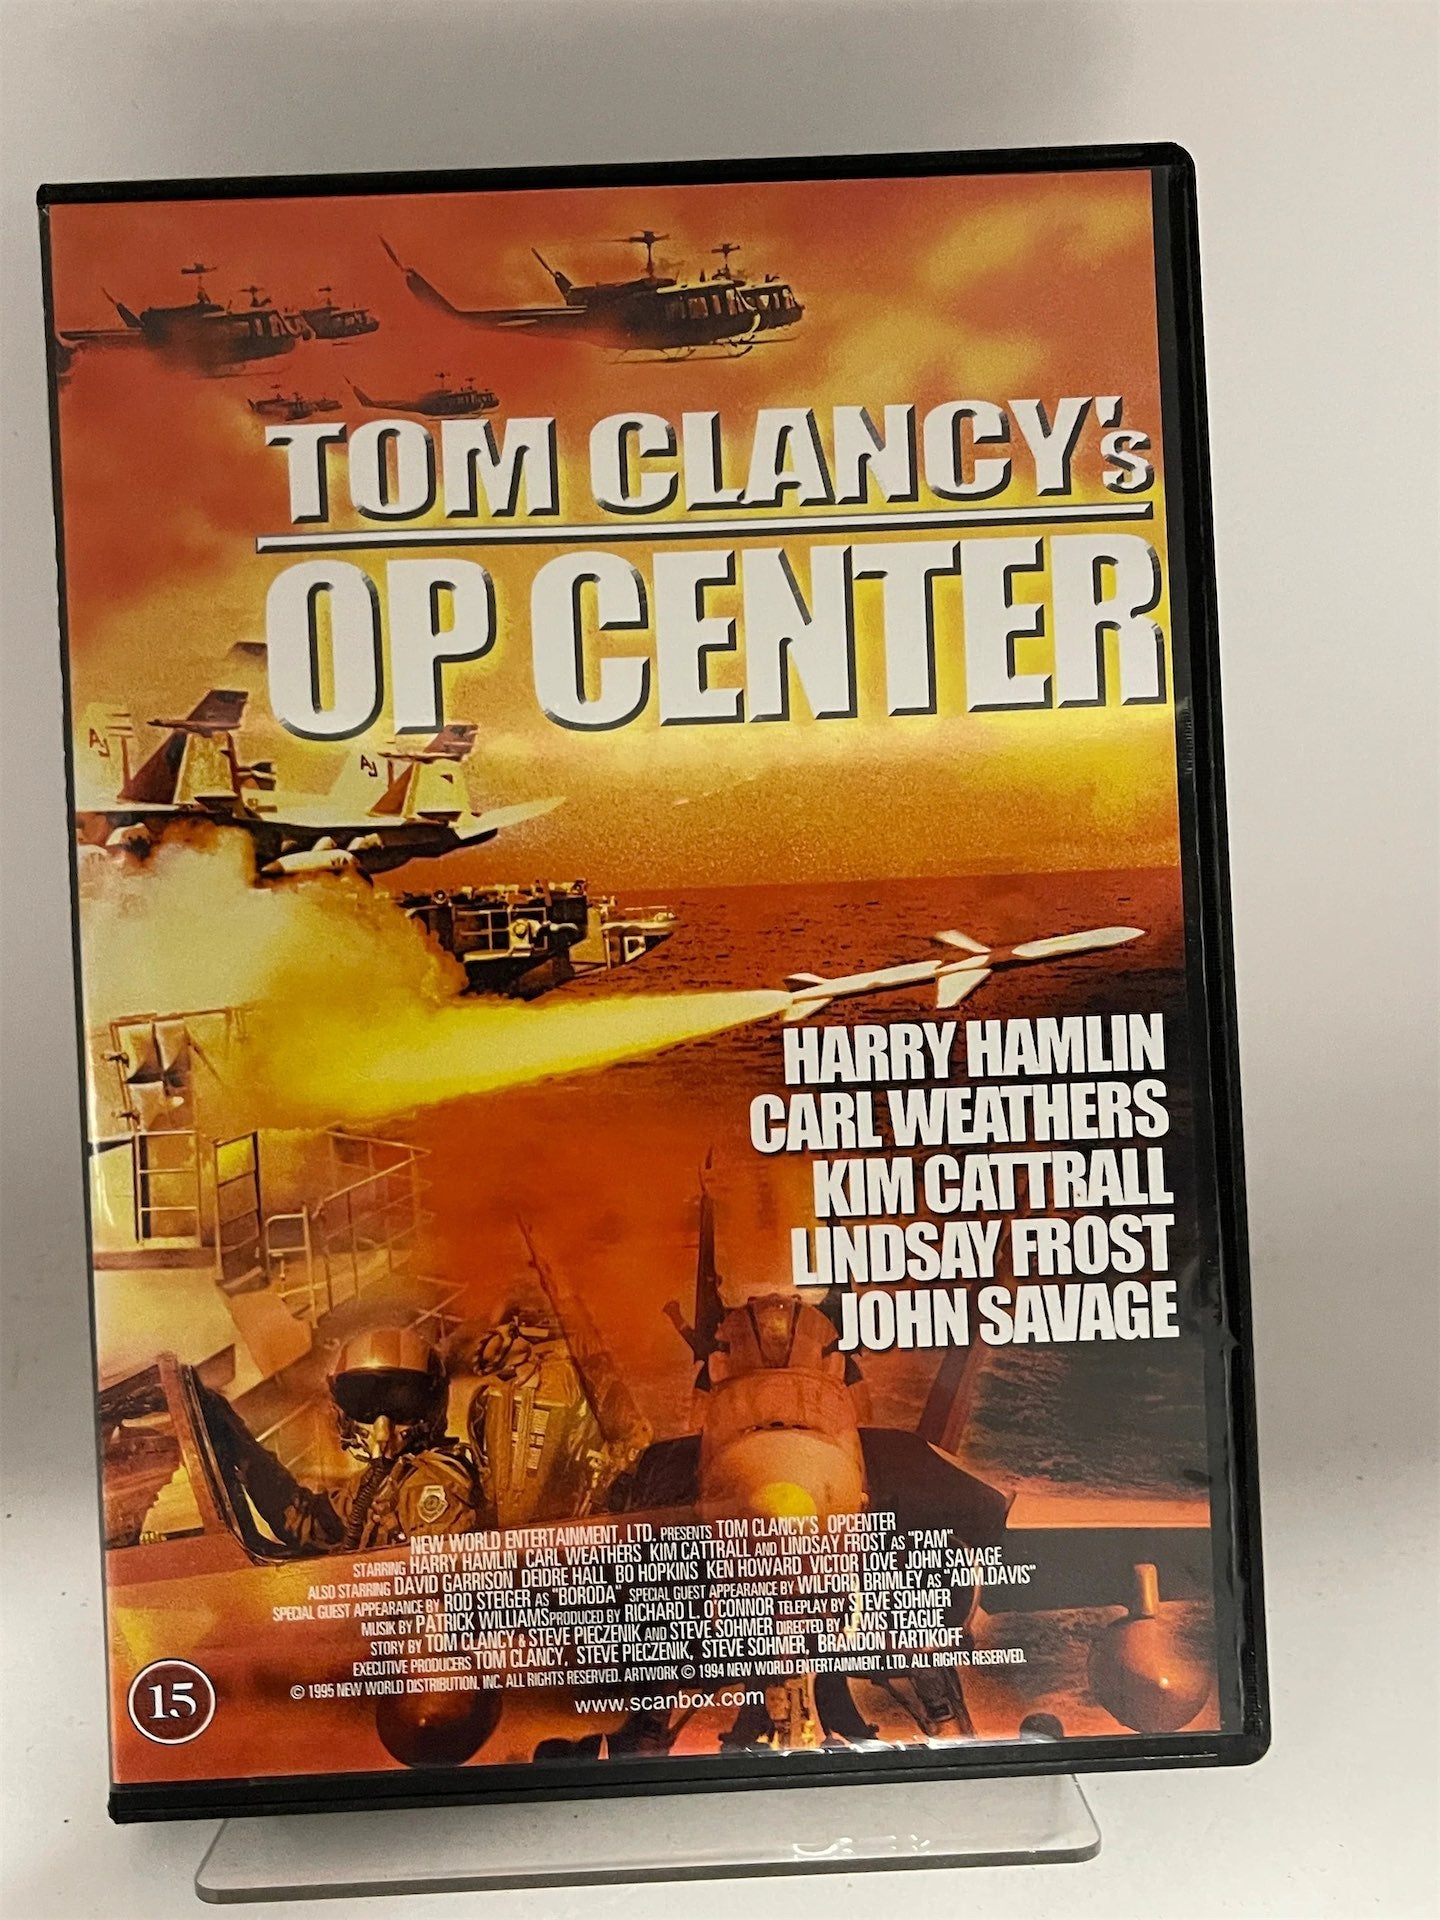 TOM CLANCY's
OP CENTER
AJ
AJ
HARRY HAMLIN
CARL WEATHERS
KIM CATTRALL
LINDSAY FROST
JOHN SAVAGE
NEW WORLD ENTERTAINMENT, LTD. PRESENTS TOM CLANCY'S OPCENTER
STARRING HARRY HAMLIN CARL WEATHERS KIM CATTRALL AND LINDSAY FROST AS "PAM"
ALSO STARRING DAVID GARRISON DEIDRE HALL BO HOPKINS KEN HOWARD VICTOR LOVE JOHN SAVAGE
SPECIAL GUEST APPEARANCE BY ROD STEIGER AS "BORODA" SPECIAL GUEST APPEARANCE BY WILFORD BRIMLEY AS "ADM.DAVIS"
MUSIK BY PATRICK WILLIAMS PRODUCED BY RICHARD L. O'CONNOR TELEPLAY BY STEVE SOHMER
STORY BY TOM CLANCY & STEVE PIECZENIK AND STEVE SOHMER DIRECTED BY LEWIS TEAGUE
EXECUTIVE PRODUCERS TOM CLANCY, STEVE PIECZENIK, STEVE SOHMER, BRANDON TARTIKOFF
© 1995 NEW WORLD DISTRIBUTION, INC. ALL RIGHTS RESERVED. ARTWORK © 1994 NEW WORLD ENTERTAINMENT, LTD. ALL RIGHTS RESERVED.
www.scanbox.com
15